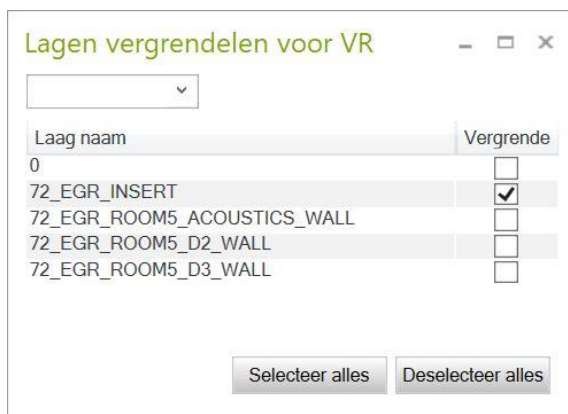 Lagen vergrendelen voor VR
Laag naam Vergrende
0
72_EGR_INSERT
72_EGR_ROOM5_ACOUSTICS_WALL
72_EGR_ROOM5_D2_WALL
72_EGR_ROOM5_D3_WALL
Selecteer alles Deselecteer alles